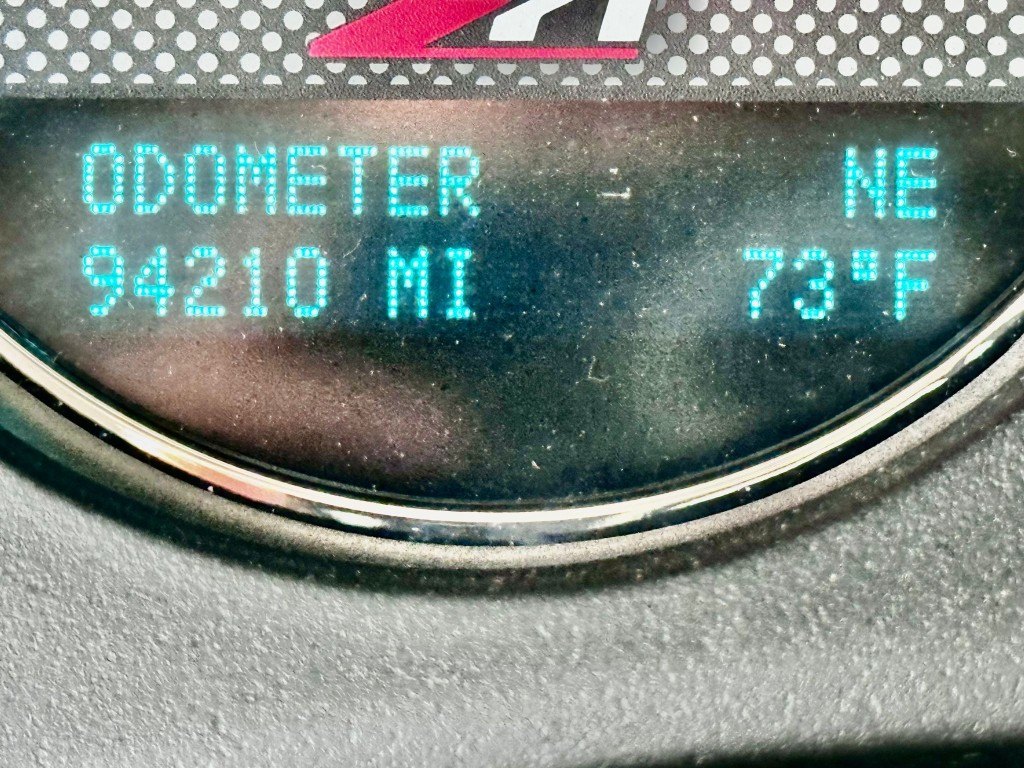 ODOMETER NE
94210 MI 73°F